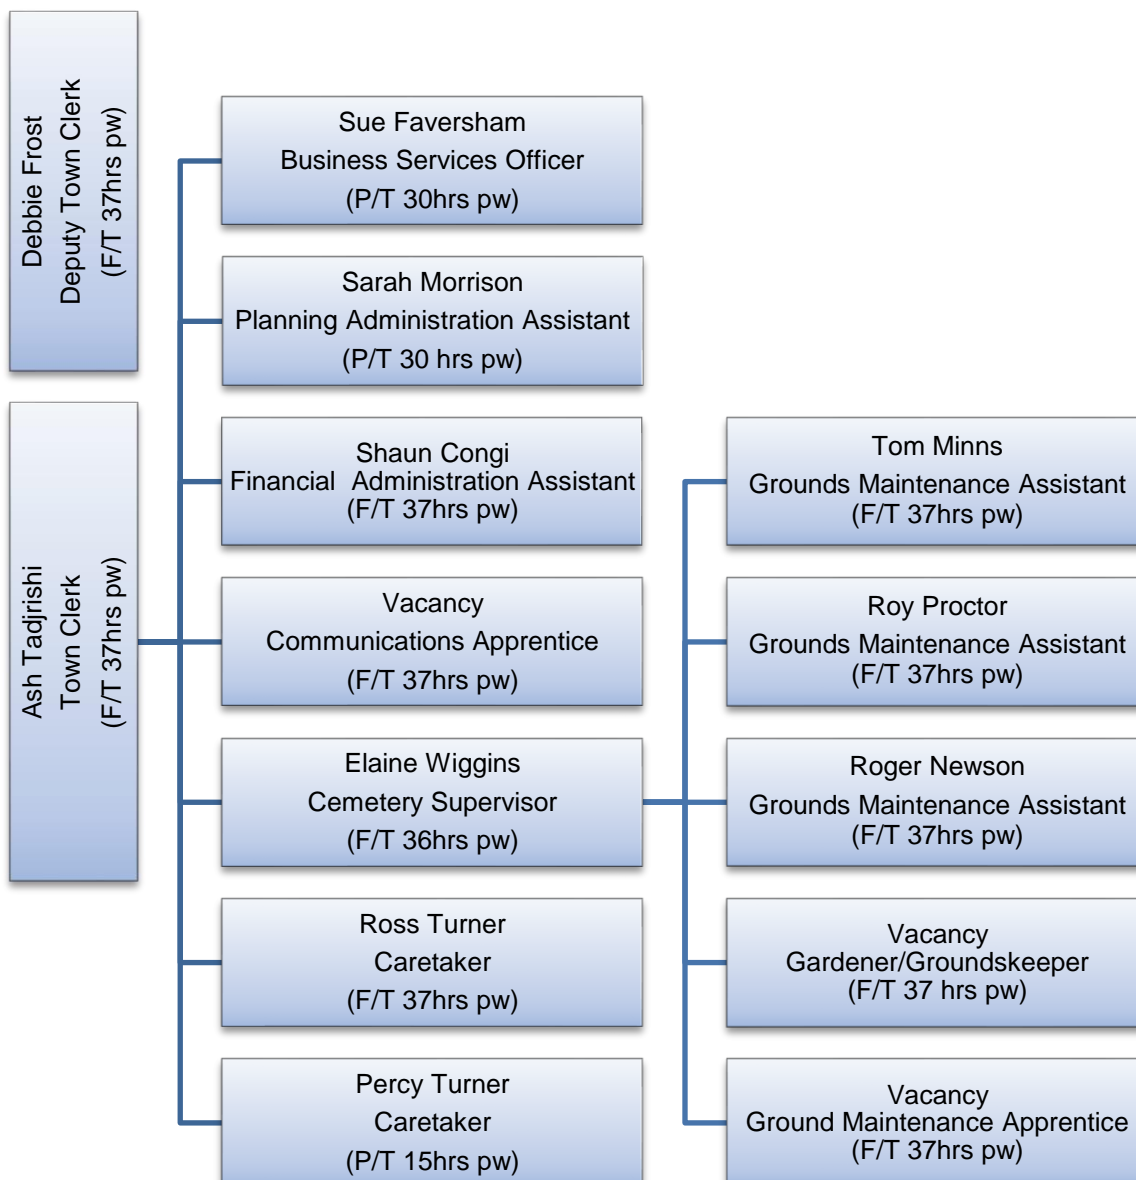 Debbie Frost
Deputy Town Clerk
(F/T 37hrs pw)
Ash Tadjrishi
Town Clerk
(F/T 37hrs pw)
Sue Faversham
Business Services Officer
(P/T 30hrs pw)
Sarah Morrison
Planning Administration Assistant
(P/T 30 hrs pw)
Shaun Congi
Financial  Administration Assistant
(F/T 37hrs pw)
Vacancy
Communications Apprentice
(F/T 37hrs pw)
Elaine Wiggins
Cemetery Supervisor
(F/T 36hrs pw)
Ross Turner
Caretaker
(F/T 37hrs pw)
Percy Turner
Caretaker
(P/T 15hrs pw)
Tom Minns
Grounds Maintenance Assistant
(F/T 37hrs pw)
Roy Proctor
Grounds Maintenance Assistant
(F/T 37hrs pw)
Roger Newson
Grounds Maintenance Assistant
(F/T 37hrs pw)
Vacancy
Gardener/Groundskeeper
(F/T 37 hrs pw)
Vacancy
Ground Maintenance Apprentice
(F/T 37hrs pw)